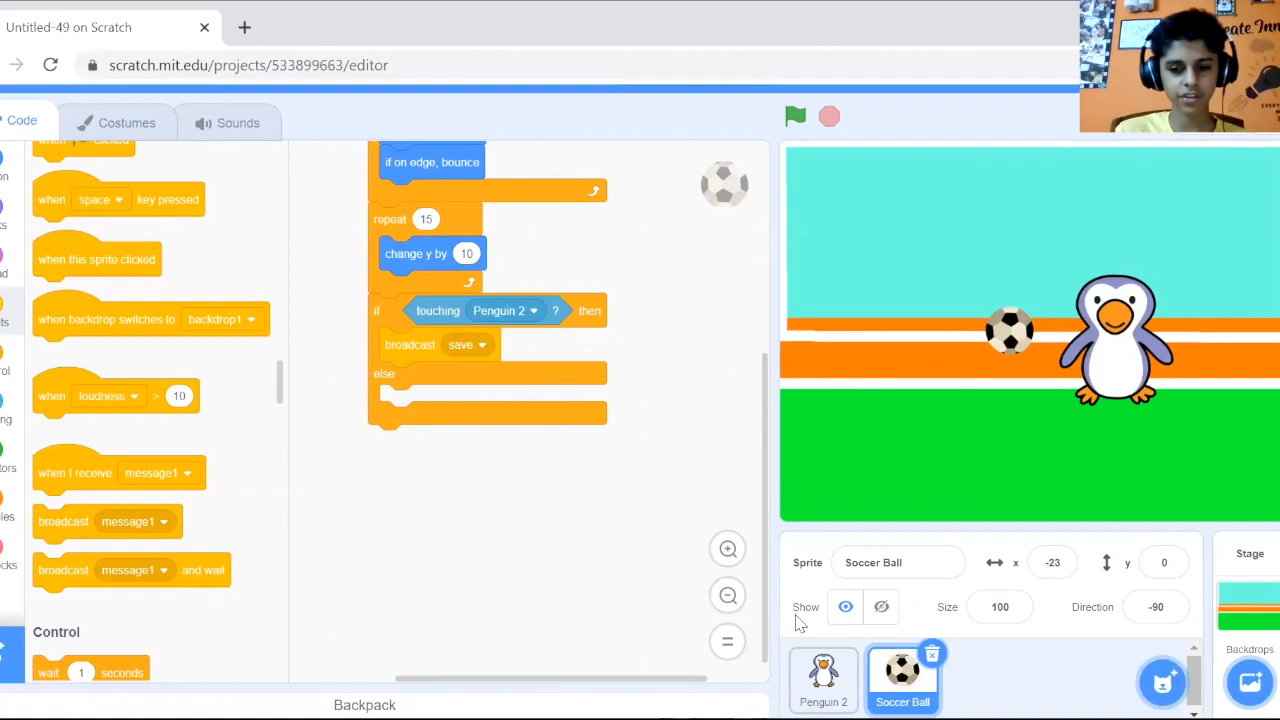 Untitled-49 on Scratch
scratch.mit.edu/projects/533899663/editor
Code
Costumes
Sounds
clicked
when space key pressed
when this sprite clicked
when backdrop switches to backdrop1
when loudness > 10
when I receive message1
broadcast message1
broadcast message1 and wait
Control
wait 1 seconds
if on edge, bounce
repeat 15
change y by 10
if touching Penguin 2 ? then
broadcast save
else
Backpack
Sprite Soccer Ball x -23 y 0
Show Size 100 Direction -90
Penguin 2
Soccer Ball
Stage
Backdrops